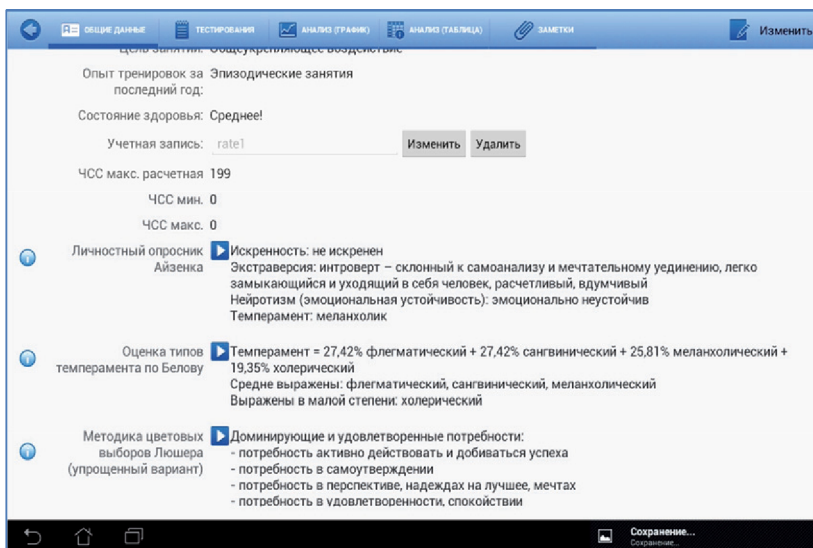 ОБЩИЕ ДАННЫЕ
ТЕСТИРОВАНИЯ
АНАЛИЗ (ГРАФИК)
АНАЛИЗ (ТАБЛИЦА)
ЗАМЕТКИ
Изменить
Цель занятий: Общеукрепляющее воздействие
Опыт тренировок за последний год: Эпизодические занятия
Состояние здоровья: Среднее!
Учетная запись: rate1 Изменить Удалить
ЧСС макс. расчетная 199
ЧСС мин. 0
ЧСС макс. 0
Личностный опросник Айзенка
Искренность: не искренен
Экстраверсия: интроверт – склонный к самоанализу и мечтательному уединению, легко
замыкающийся и уходящий в себя человек, расчетливый, вдумчивый
Нейротизм (эмоциональная устойчивость): эмоционально неустойчив
Темперамент: меланхолик
Оценка типов темперамента по Белову
Темперамент = 27,42% флегматический + 27,42% сангвинический + 25,81% меланхолический +
19,35% холерический
Средне выражены: флегматический, сангвинический, меланхолический
Выражены в малой степени: холерический
Методика цветовых выборов Люшера (упрощенный вариант)
Доминирующие и удовлетворенные потребности:
- потребность активно действовать и добиваться успеха
- потребность в самоутверждении
- потребность в перспективе, надеждах на лучшее, мечтах
- потребность в удовлетворенности, спокойствии
Сохранение...
Сохранение...